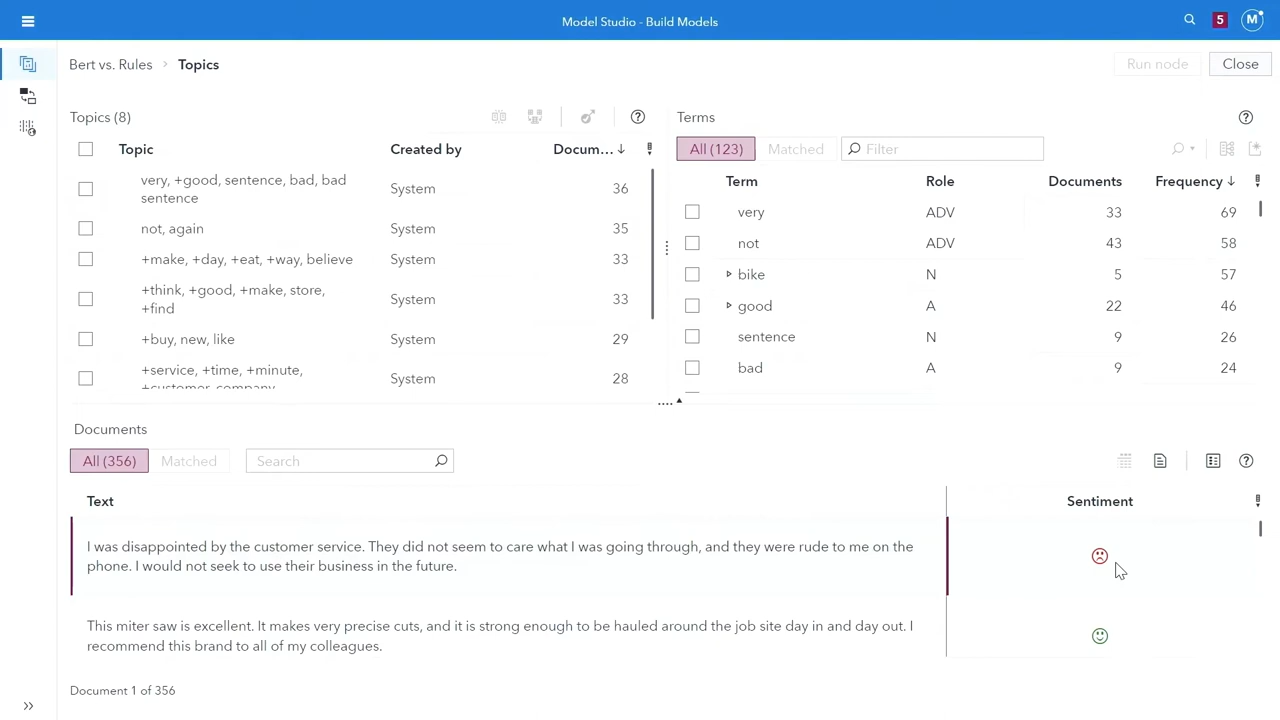 Model Studio - Build Models
5
M
Bert vs. Rules > Topics
Run node
Close
Topics (8)
Topic Created by Docum... ↓
very, +good, sentence, bad, bad
sentence
System 36
not, again System 35
+make, +day, +eat, +way, believe System 33
+think, +good, +make, store,
+find
System 33
+buy, new, like System 29
+service, +time, +minute,
+customer, company
System 28
Terms
All (123) Matched Filter
Term Role Documents Frequency ↓
very ADV 33 69
not ADV 43 58
bike N 5 57
good A 22 46
sentence N 9 26
bad A 9 24
Documents
All (356) Matched Search
Text Sentiment
I was disappointed by the customer service. They did not seem to care what I was going through, and they were rude to me on the
phone. I would not seek to use their business in the future.
This miter saw is excellent. It makes very precise cuts, and it is strong enough to be hauled around the job site day in and day out. I
recommend this brand to all of my colleagues.
Document 1 of 356